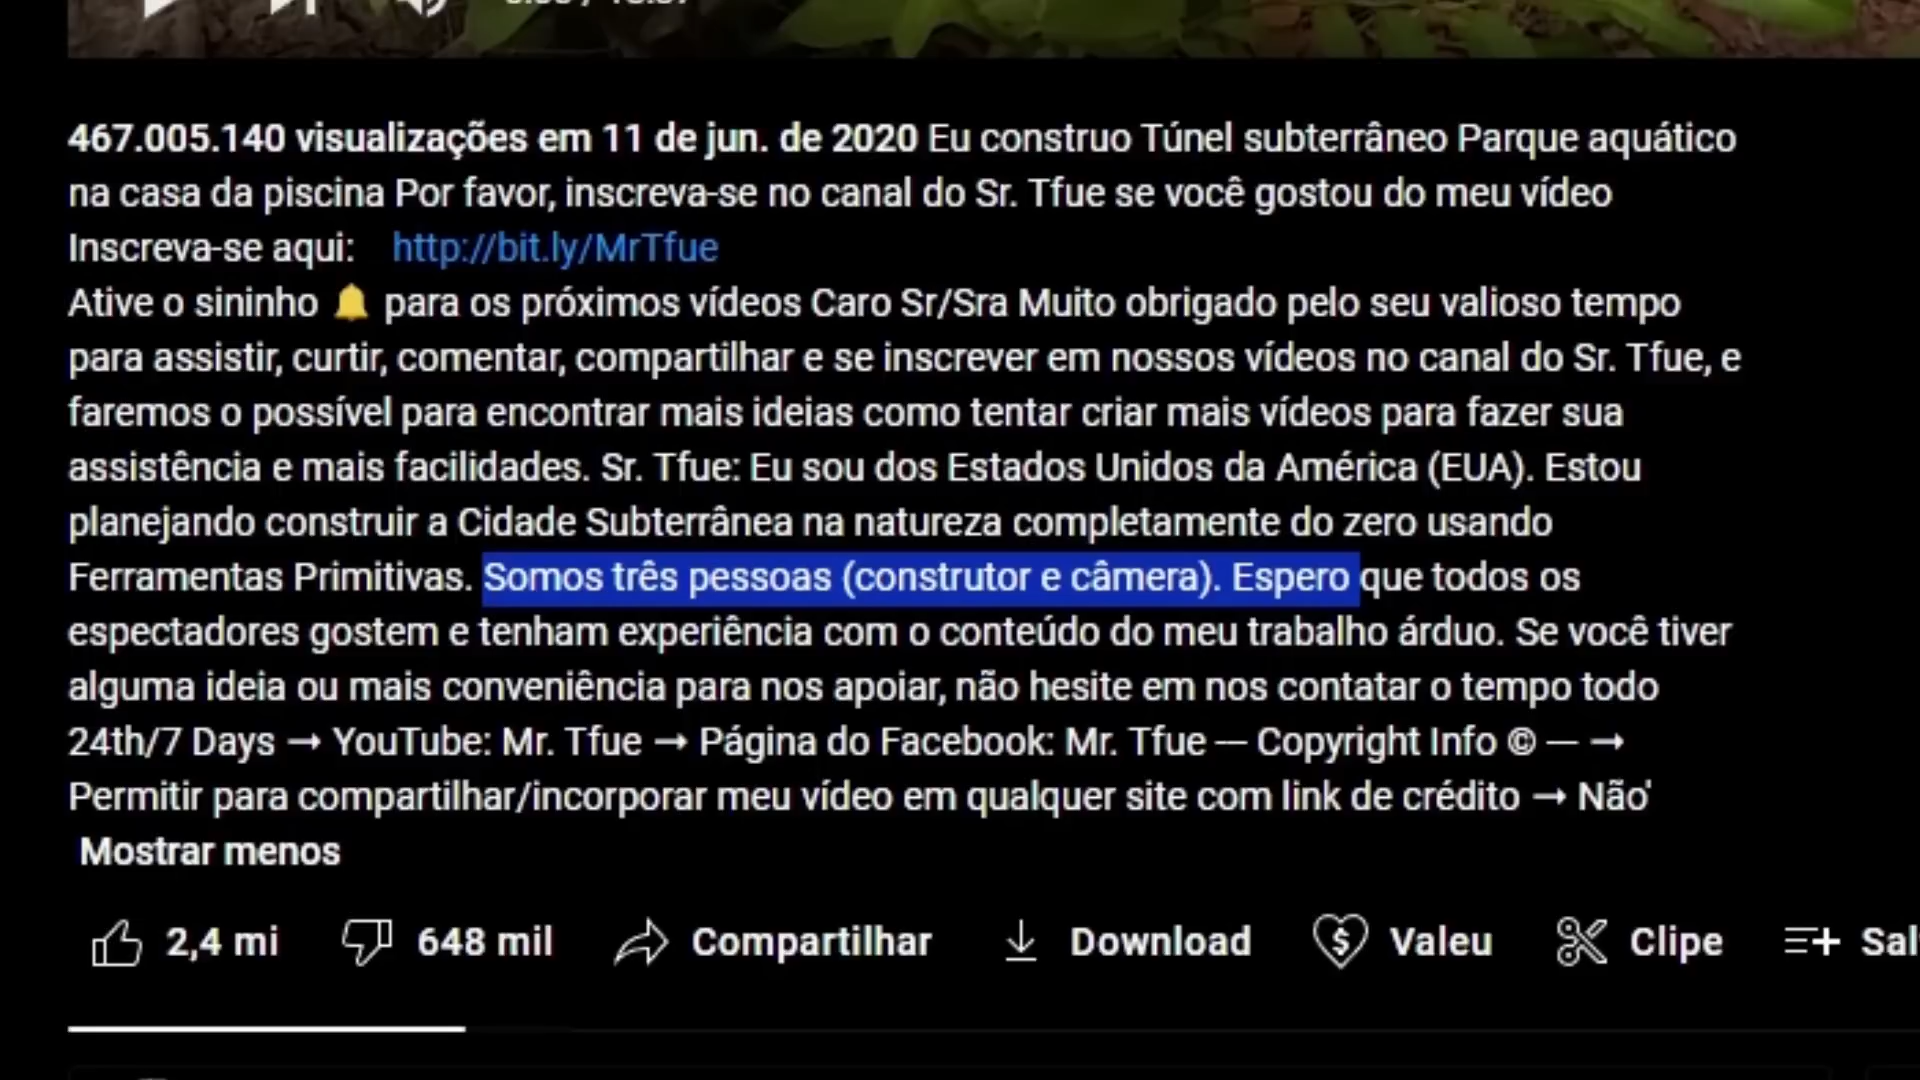 467.005.140 visualizações em 11 de jun. de 2020 Eu construo Túnel subterrâneo Parque aquático
na casa da piscina Por favor, inscreva-se no canal do Sr. Tfue se você gostou do meu vídeo
Inscreva-se aqui: http://bit.ly/MrTfue
Ative o sininho 🔔 para os próximos vídeos Caro Sr/Sra Muito obrigado pelo seu valioso tempo
para assistir, curtir, comentar, compartilhar e se inscrever em nossos vídeos no canal do Sr. Tfue, e
faremos o possível para encontrar mais ideias como tentar criar mais vídeos para fazer sua
assistência e mais facilidades. Sr. Tfue: Eu sou dos Estados Unidos da América (EUA). Estou
planejando construir a Cidade Subterrânea na natureza completamente do zero usando
Ferramentas Primitivas. Somos três pessoas (construtor e câmera). Espero que todos os
espectadores gostem e tenham experiência com o conteúdo do meu trabalho árduo. Se você tiver
alguma ideia ou mais conveniência para nos apoiar, não hesite em nos contatar o tempo todo
24th/7 Days → YouTube: Mr. Tfue → Página do Facebook: Mr. Tfue — Copyright Info © — →
Permitir para compartilhar/incorporar meu vídeo em qualquer site com link de crédito → Não'
Mostrar menos
2,4 mi 648 mil Compartilhar Download Valeu Clipe